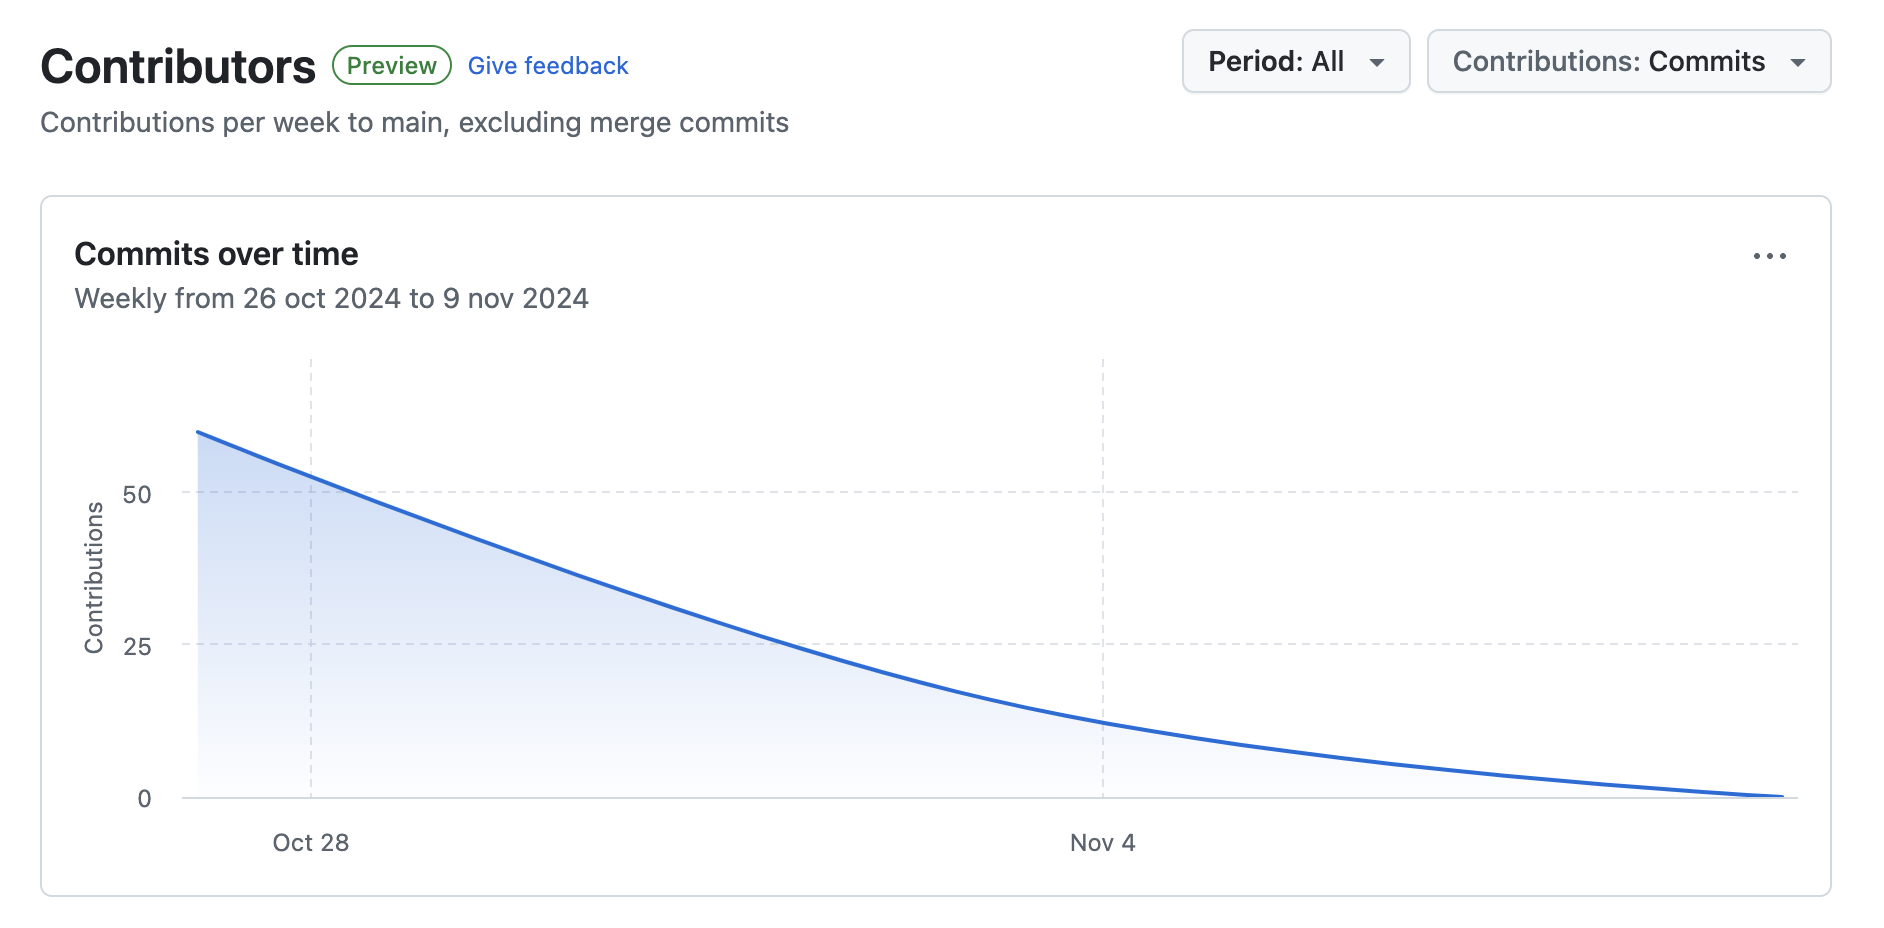 Contributors Preview Give feedback
Period: All
Contributions: Commits
Contributions per week to main, excluding merge commits
Commits over time
Weekly from 26 oct 2024 to 9 nov 2024
Contributions
50
25
0
Oct 28
Nov 4